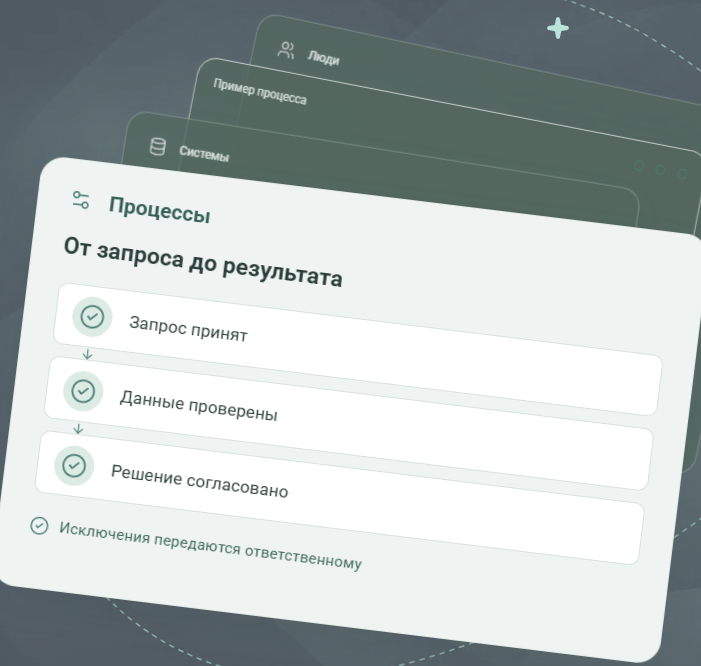 Люди
Пример процесса
Системы
Процессы
От запроса до результата
Запрос принят
Данные проверены
Решение согласовано
Исключения передаются ответственному